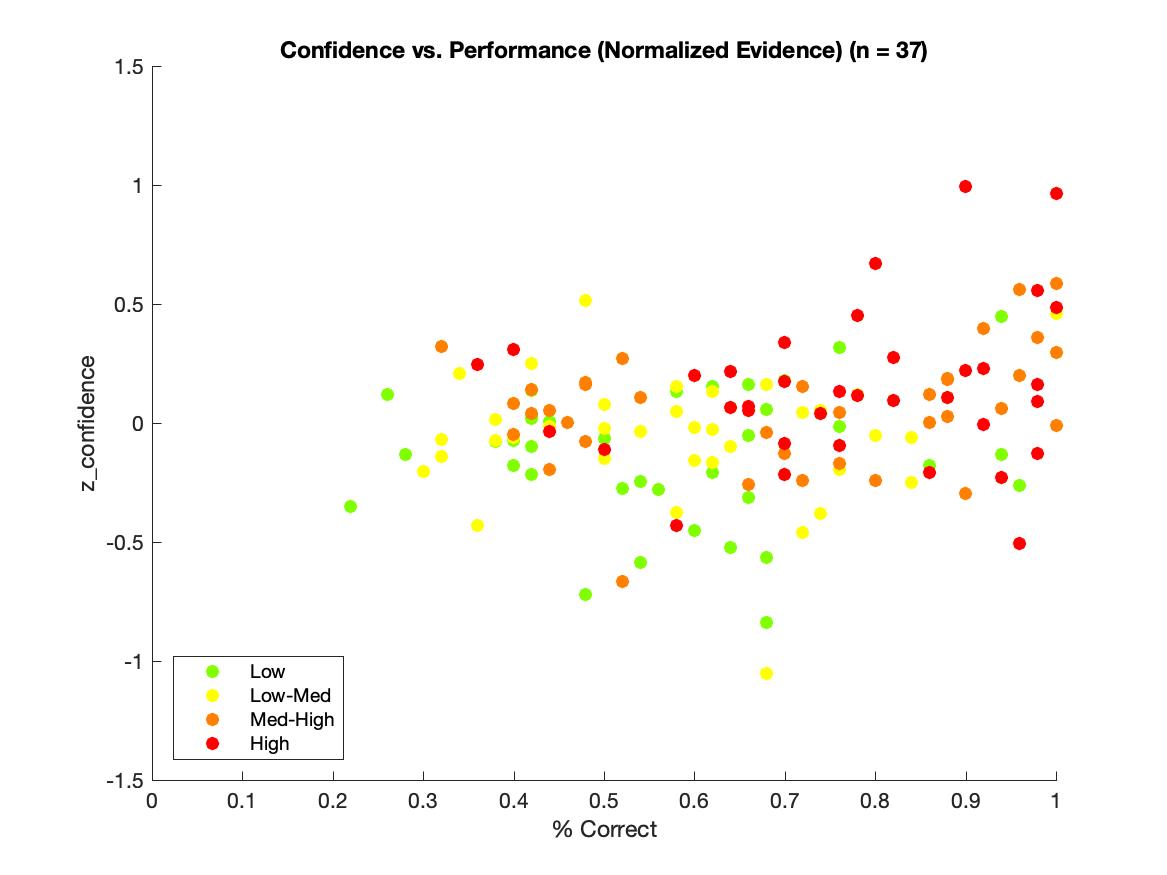 Confidence vs. Performance (Normalized Evidence) (n = 37)
1.5
1
0.5
0
-0.5
-1
-1.5
z_confidence
Low
Low-Med
Med-High
High
0 0.1 0.2 0.3 0.4 0.5 0.6 0.7 0.8 0.9 1
% Correct